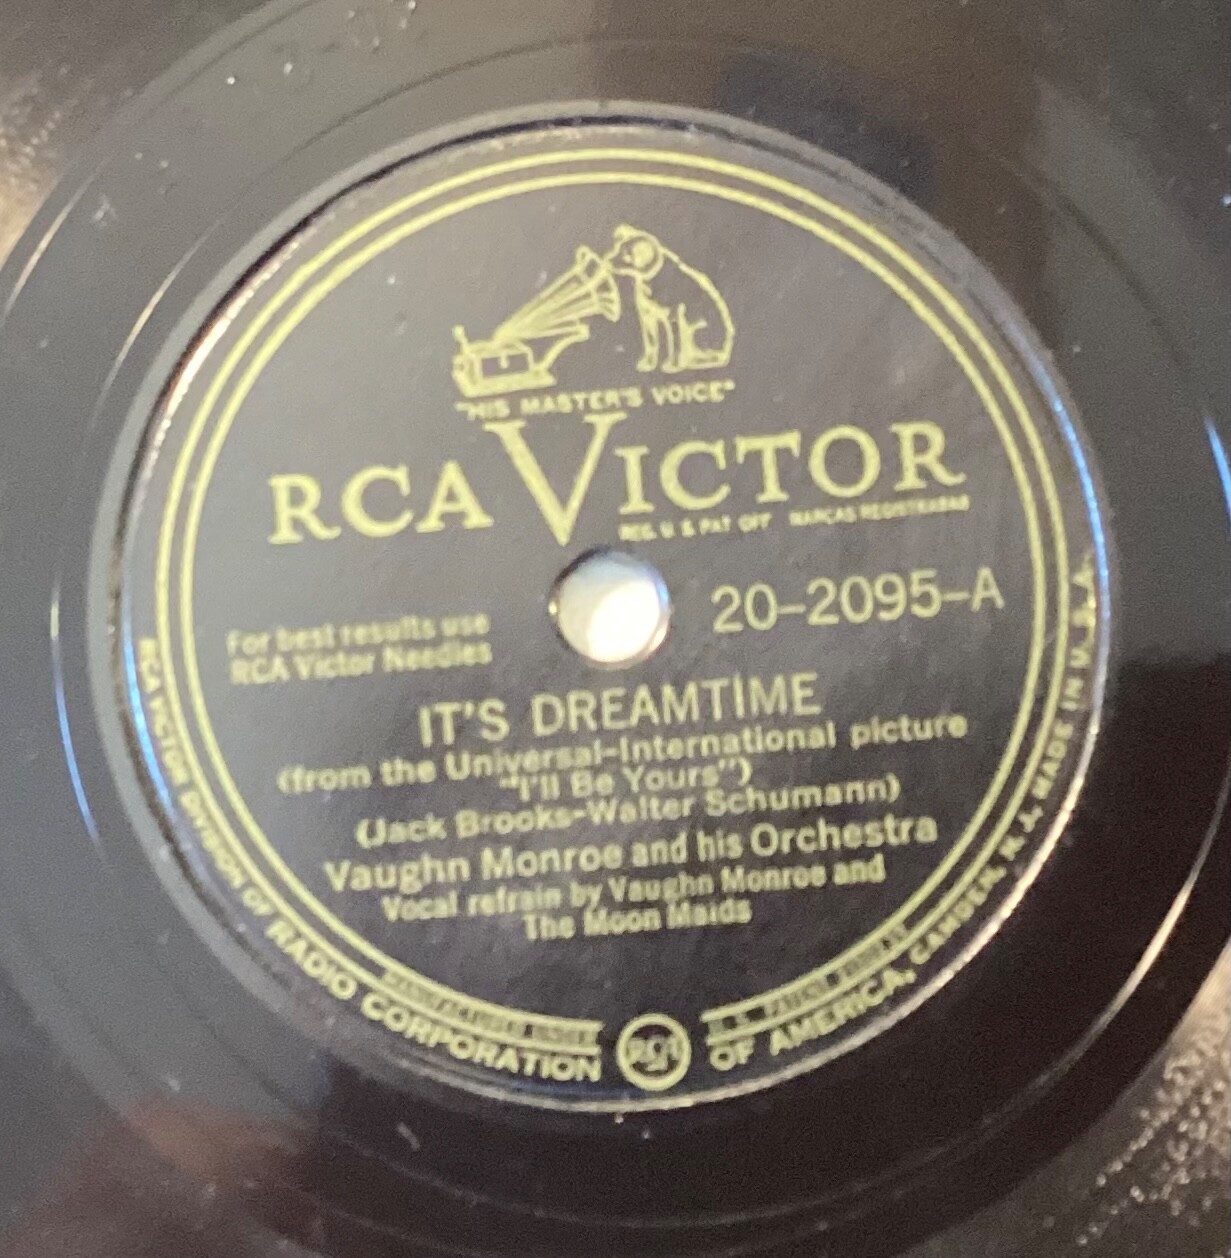 "HIS MASTER'S VOICE"
RCA VICTOR
REG. U. S. PAT. OFF. MARCAS REGISTRADAS
20-2095-A
For best results use
RCA Victor Needles
IT'S DREAMTIME
(from the Universal-International picture
"I'll Be Yours")
(Jack Brooks-Walter Schumann)
Vaughn Monroe and his Orchestra
Vocal refrain by Vaughn Monroe and
The Moon Maids
RCA VICTOR DIVISION OF RADIO CORPORATION OF AMERICA, CAMDEN, N. J. MADE IN U.S.A.
RCA